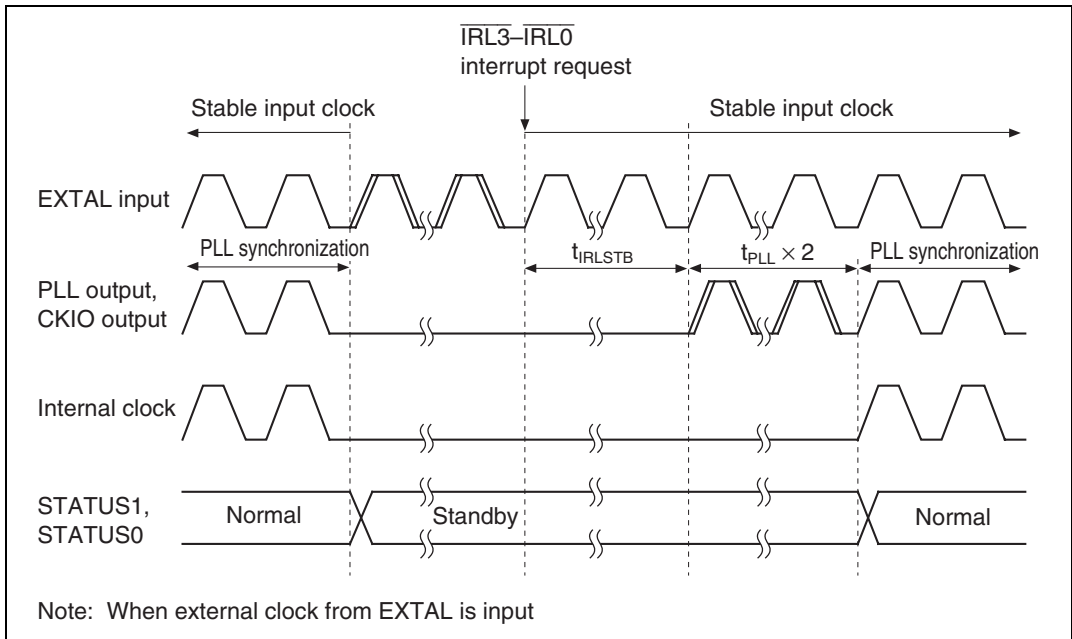 IRL3–IRL0
interrupt request
Stable input clock
Stable input clock
EXTAL input
PLL synchronization
tIRLSTB
tPLL × 2
PLL synchronization
PLL output,
CKIO output
Internal clock
STATUS1,
STATUS0
Normal
Standby
Normal
Note: When external clock from EXTAL is input